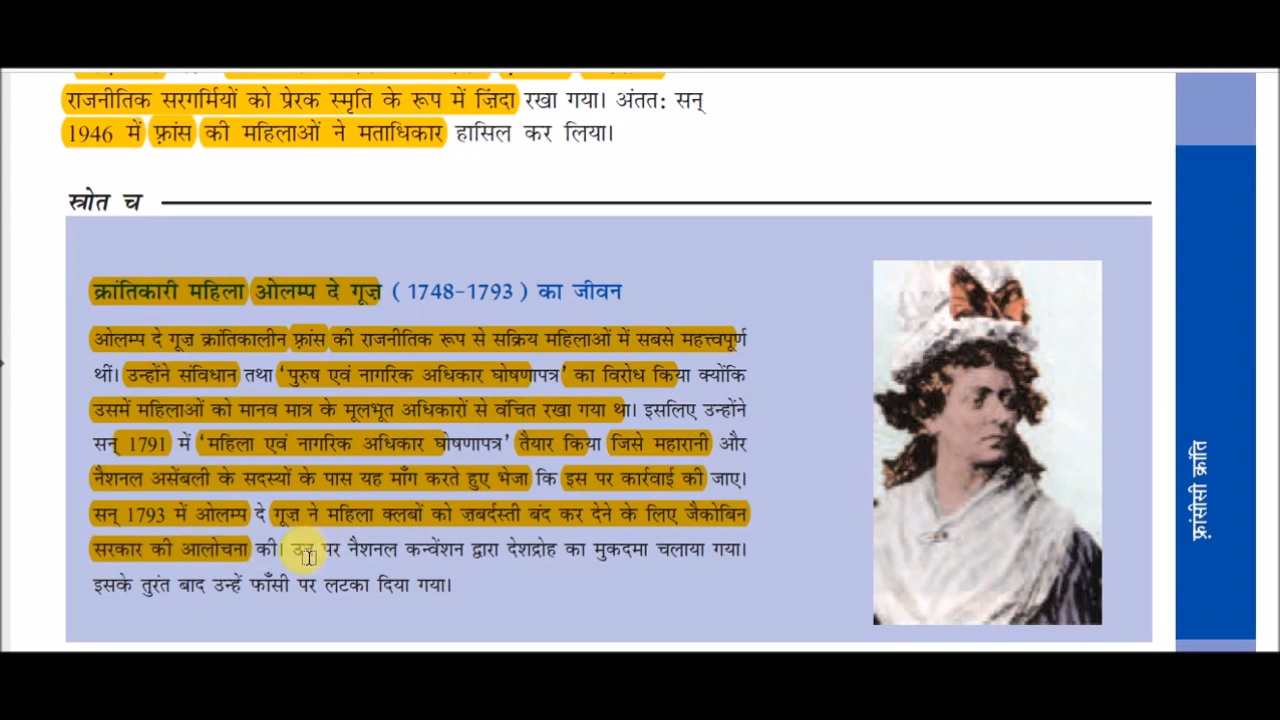 राजनीतिक सरगर्मियों को प्रेरक स्मृति के रूप में ज़िंदा रखा गया। अंतत: सन्
1946 में फ़्रांस की महिलाओं ने मताधिकार हासिल कर लिया।
स्त्रोत च
क्रांतिकारी महिला ओलम्प दे गूज़ (1748-1793) का जीवन
ओलम्प दे गूज़ क्रांतिकालीन फ़्रांस की राजनीतिक रूप से सक्रिय महिलाओं में सबसे महत्त्वपूर्ण
थीं। उन्होंने संविधान तथा 'पुरुष एवं नागरिक अधिकार घोषणापत्र' का विरोध किया क्योंकि
उसमें महिलाओं को मानव मात्र के मूलभूत अधिकारों से वंचित रखा गया था। इसलिए उन्होंने
सन् 1791 में 'महिला एवं नागरिक अधिकार घोषणापत्र' तैयार किया जिसे महारानी और
नैशनल असेंबली के सदस्यों के पास यह माँग करते हुए भेजा कि इस पर कार्रवाई की जाए।
सन् 1793 में ओलम्प दे गूज़ ने महिला क्लबों को ज़बर्दस्ती बंद कर देने के लिए जैकोबिन
सरकार की आलोचना की। उन पर नैशनल कन्वेंशन द्वारा देशद्रोह का मुकदमा चलाया गया।
इसके तुरंत बाद उन्हें फाँसी पर लटका दिया गया।
फ़्रांसीसी क्रांति